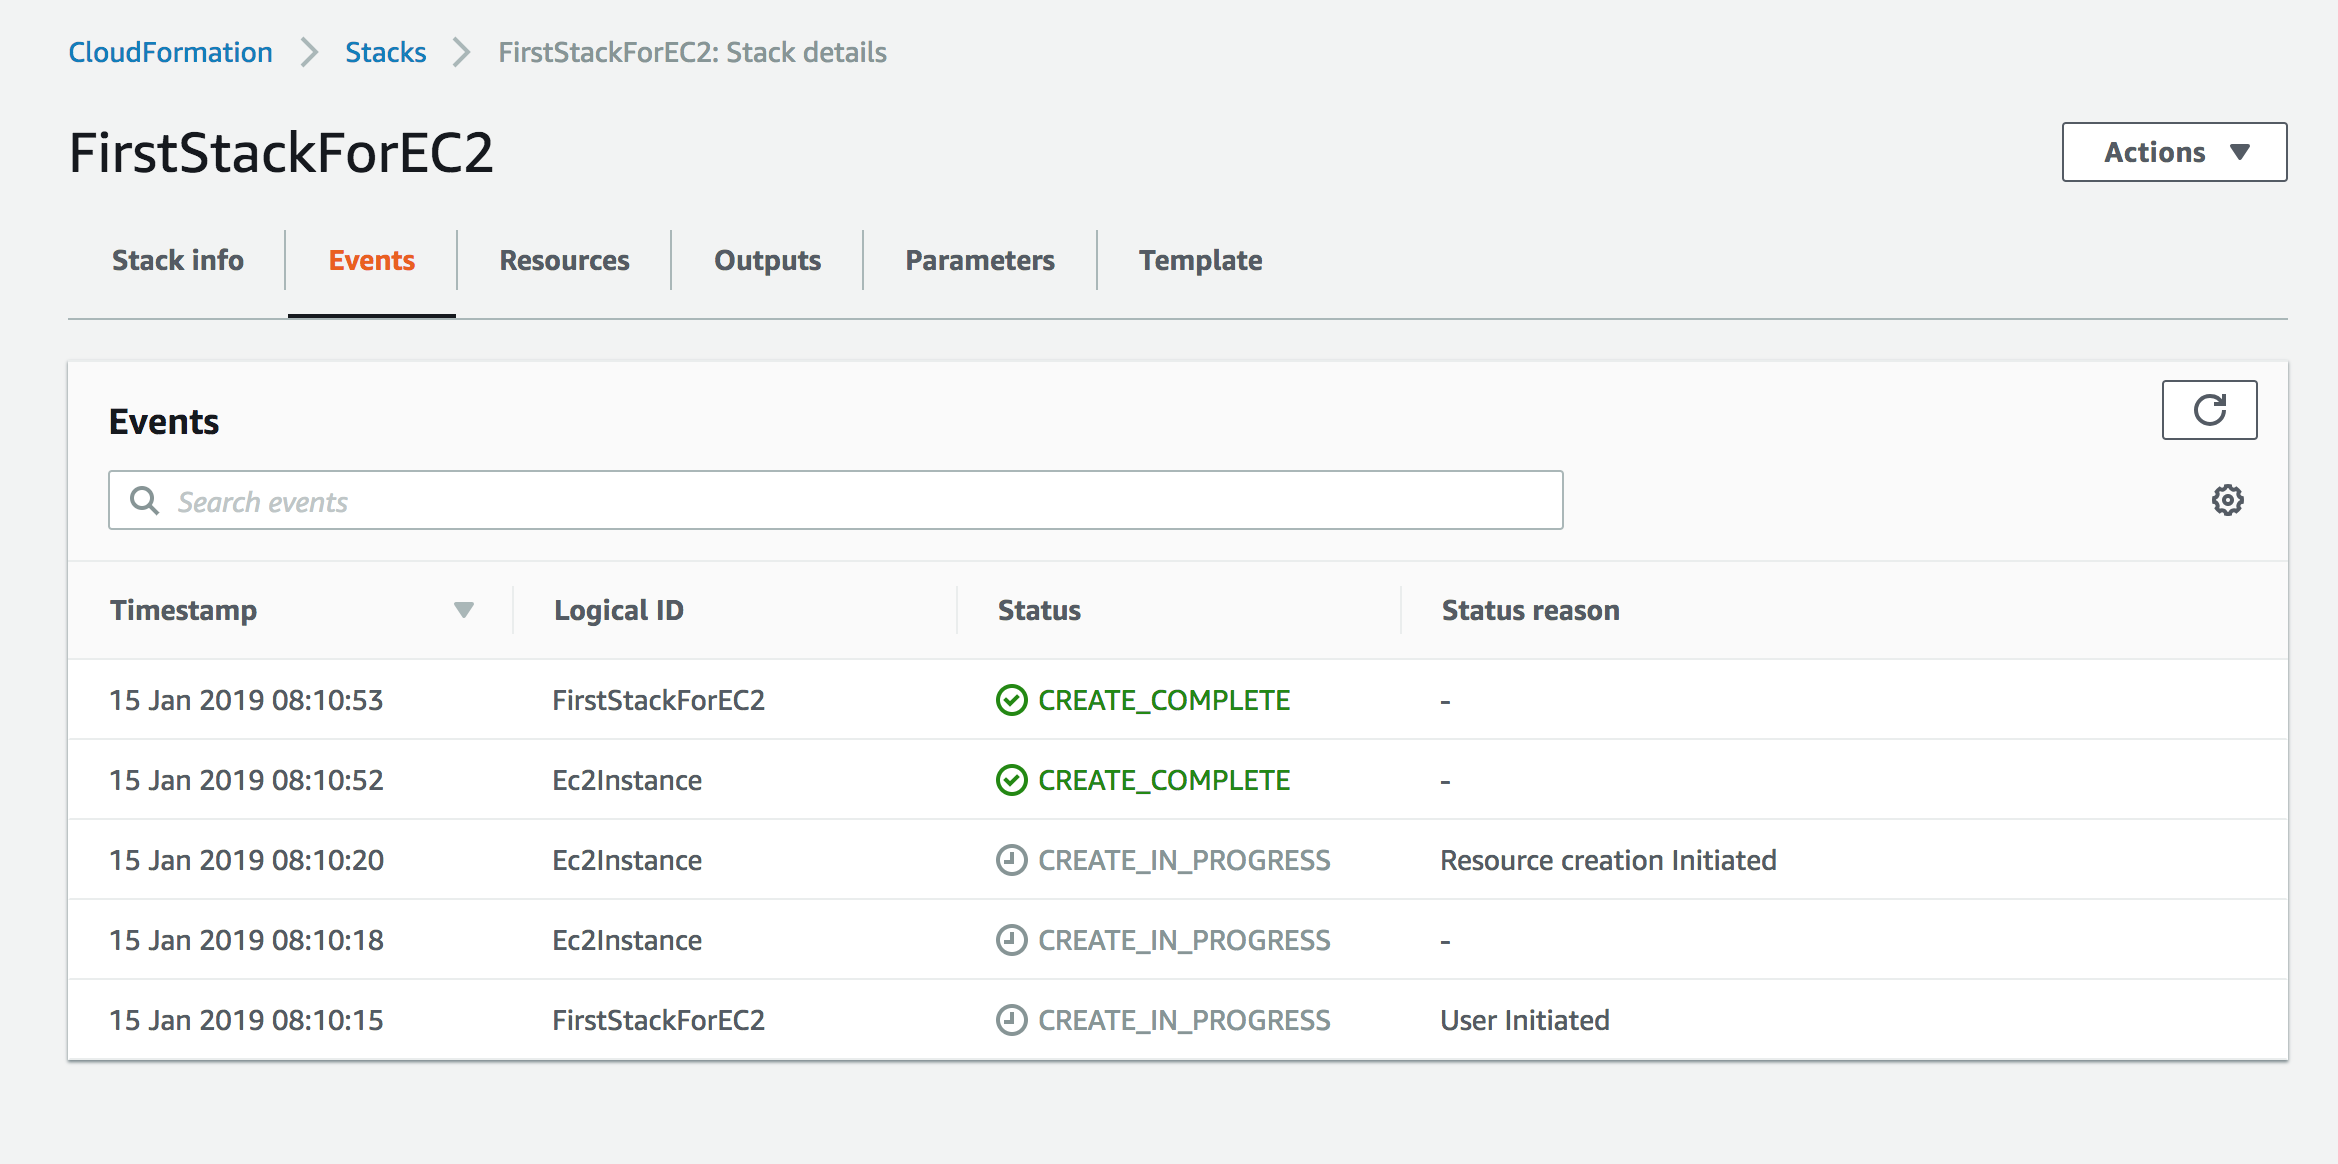 CloudFormation > Stacks > FirstStackForEC2: Stack details
FirstStackForEC2
Actions
Stack info Events Resources Outputs Parameters Template
Events
Search events
Timestamp Logical ID Status Status reason
15 Jan 2019 08:10:53 FirstStackForEC2 CREATE_COMPLETE -
15 Jan 2019 08:10:52 Ec2Instance CREATE_COMPLETE -
15 Jan 2019 08:10:20 Ec2Instance CREATE_IN_PROGRESS Resource creation Initiated
15 Jan 2019 08:10:18 Ec2Instance CREATE_IN_PROGRESS -
15 Jan 2019 08:10:15 FirstStackForEC2 CREATE_IN_PROGRESS User Initiated